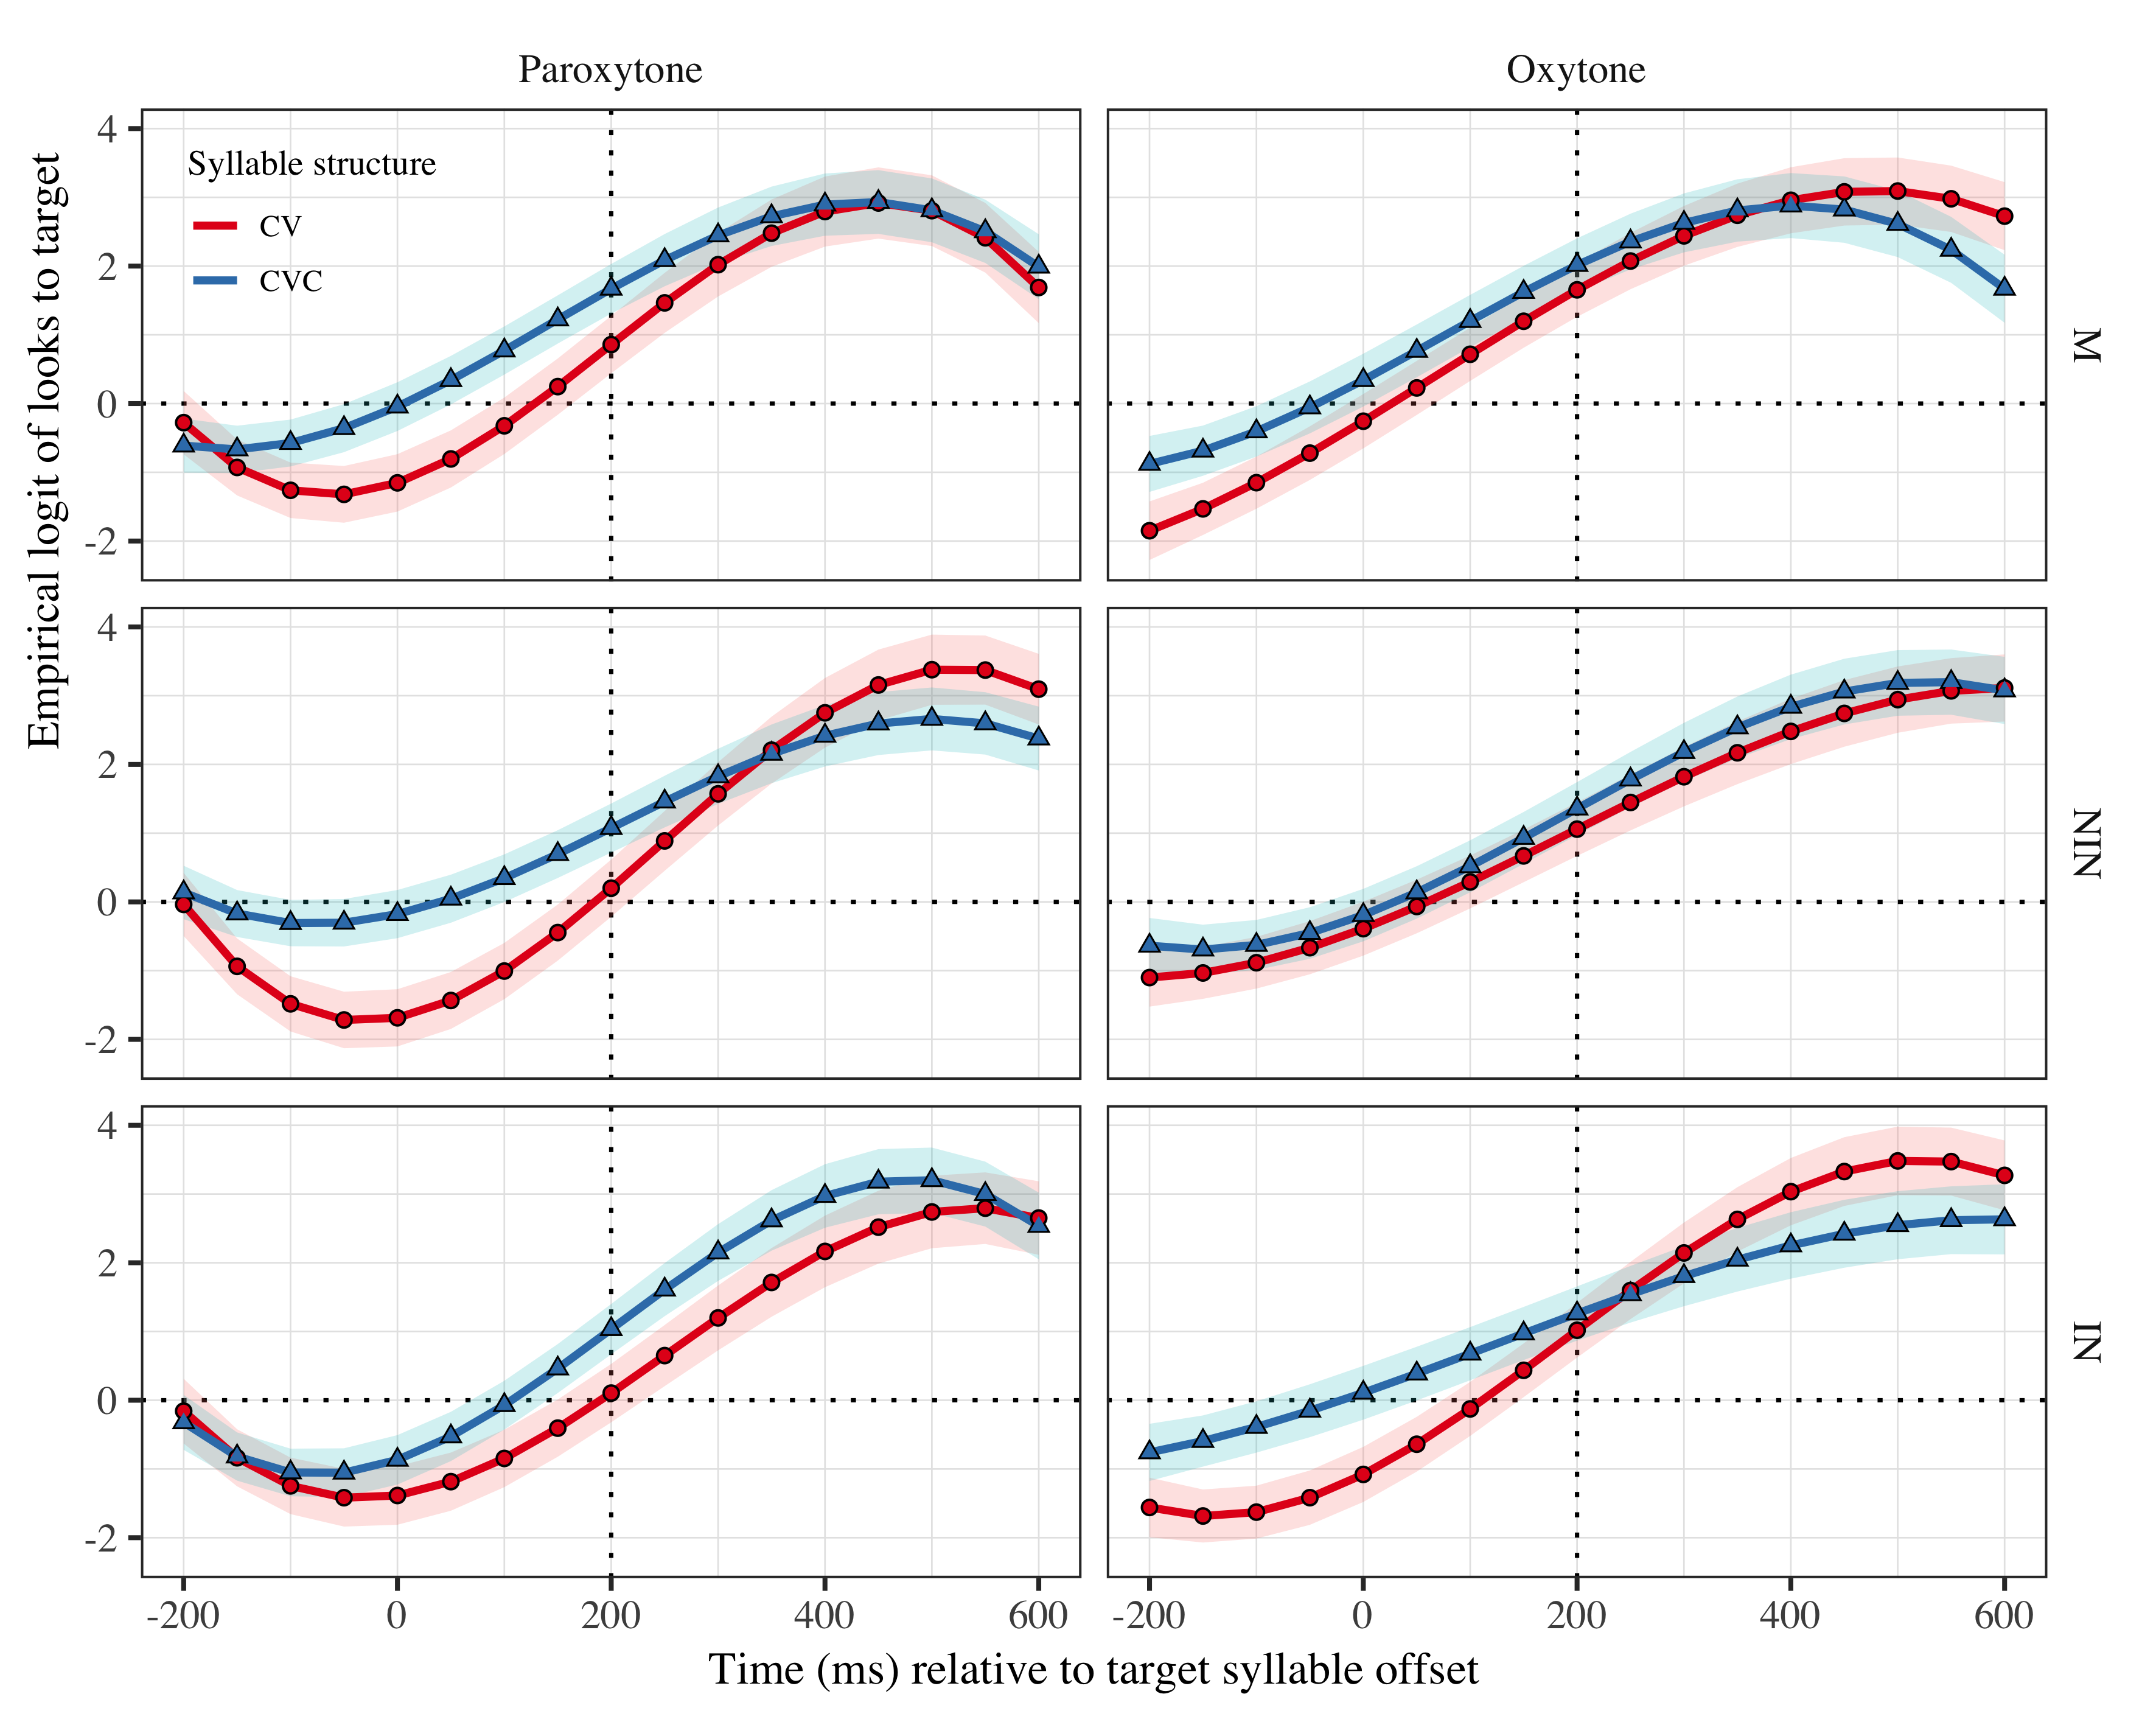 Paroxytone
Oxytone
Empirical logit of looks to target
Syllable structure
CV
CVC
4
2
0
-2
M
4
2
0
-2
NIN
4
2
0
-2
IN
-200 0 200 400 600
-200 0 200 400 600
Time (ms) relative to target syllable offset